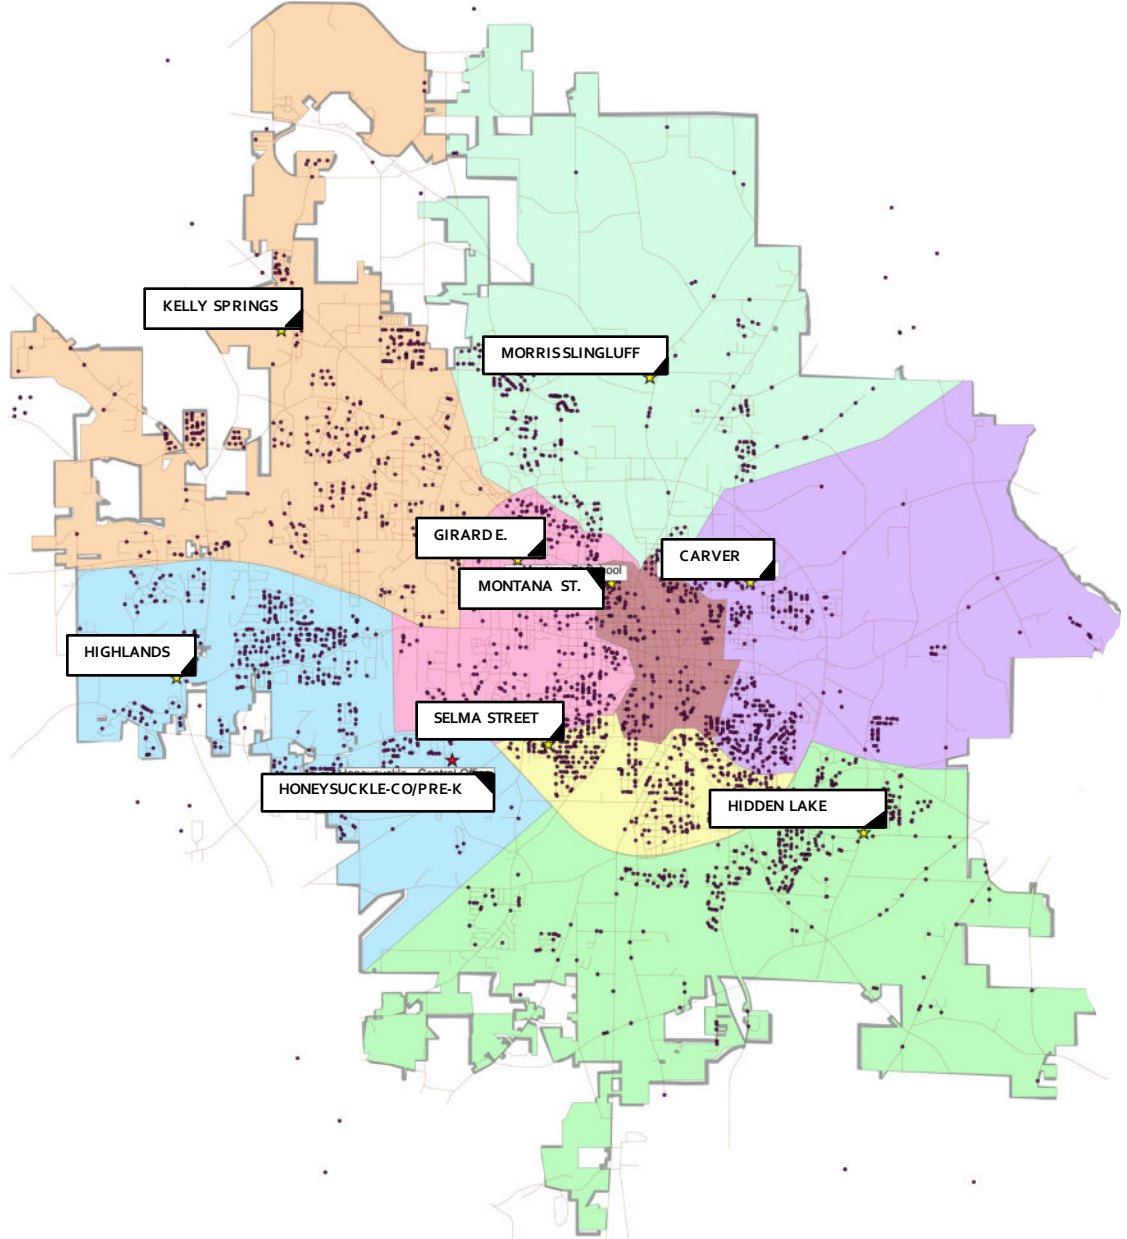 KELLY SPRINGS
MORRIS SLINGLUFF
GIRARD E.
CARVER
MONTANA ST.
HIGHLANDS
SELMA STREET
HONEYSUCKLE-CO/PRE-K
HIDDEN LAKE